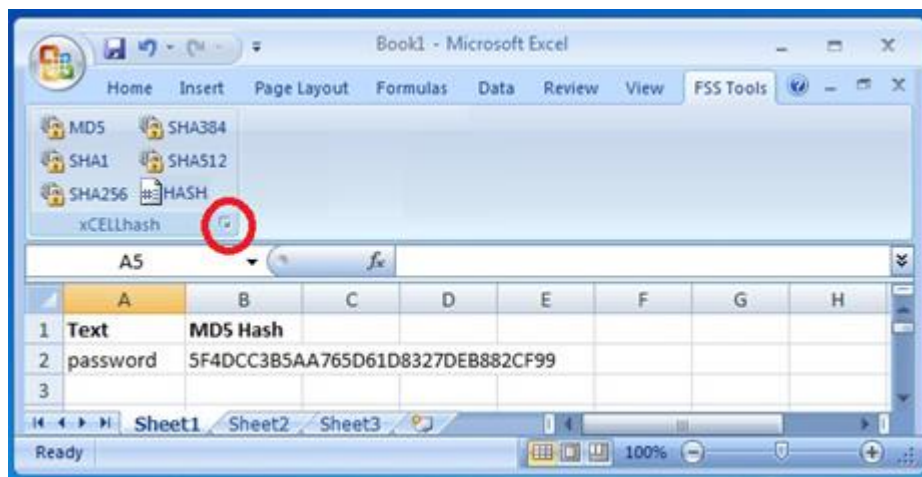 Book1 - Microsoft Excel
Home Insert Page Layout Formulas Data Review View FSS Tools
MD5 SHA384
SHA1 SHA512
SHA256 HASH
xCELLhash
A5 fx
A B C D E F G H
1 Text MD5 Hash
2 password 5F4DCC3B5AA765D61D8327DEB882CF99
3
Sheet1 Sheet2 Sheet3
Ready 100%